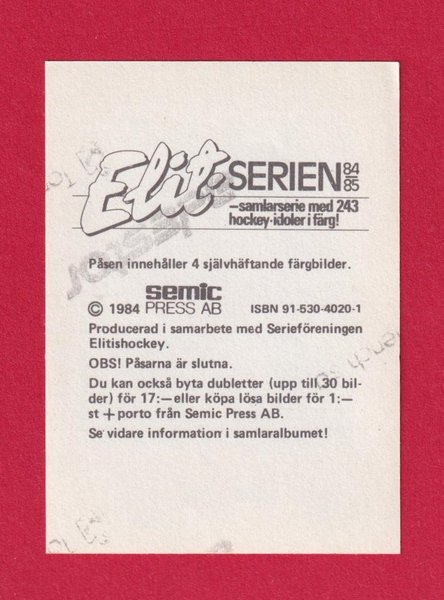 Elit-SERIEN 84/85
–samlarserie med 243
hockey-idoler i färg!
Påsen innehåller 4 självhäftande färgbilder.
semic
© 1984 PRESS AB ISBN 91-530-4020-1
Producerad i samarbete med Serieföreningen
Elitishockey.
OBS! Påsarna är slutna.
Du kan också byta dubletter (upp till 30 bil-
der) för 17:—eller köpa lösa bilder för 1:—
st + porto från Semic Press AB.
Se vidare information i samlaralbumet!